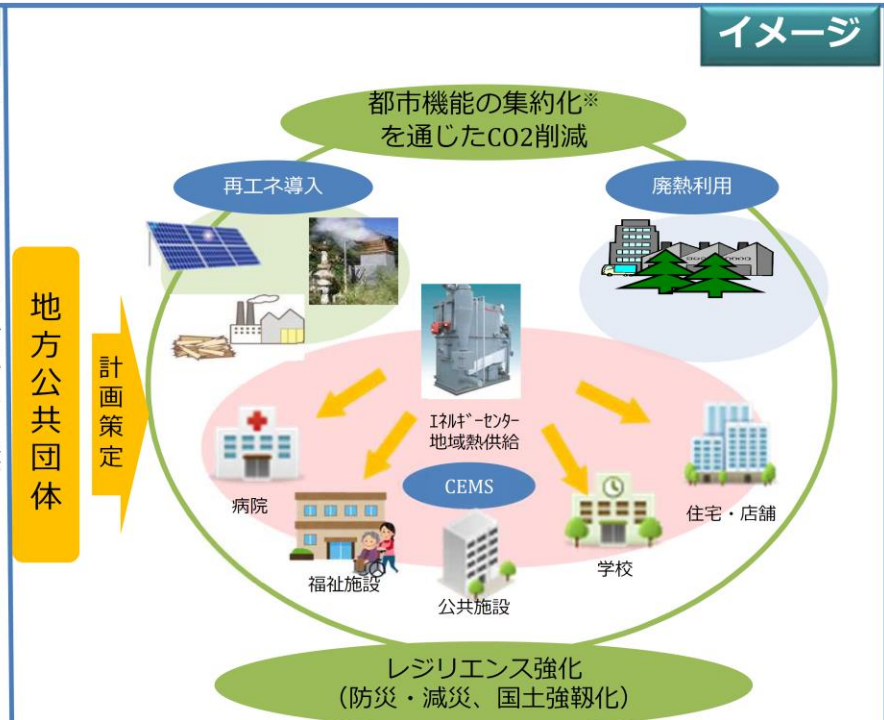 イメージ
都市機能の集約化※
を通じたCO2削減
再エネ導入
廃熱利用
地方公共団体
計画策定
ｴﾈﾙｷﾞｰｾﾝﾀｰ
地域熱供給
CEMS
病院
福祉施設
公共施設
学校
住宅・店舗
レジリエンス強化
（防災・減災、国土強靱化）